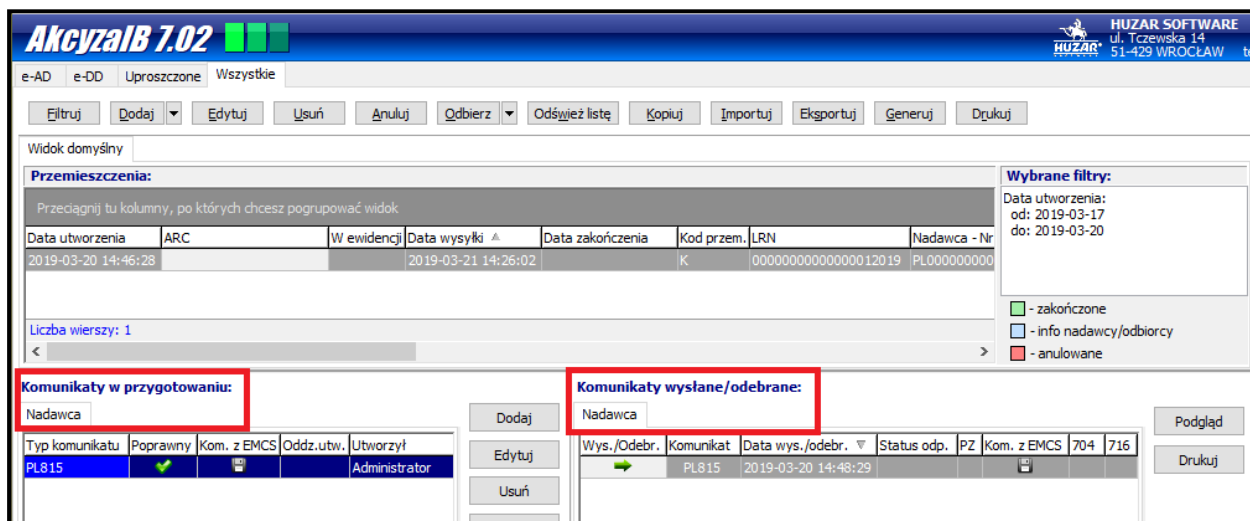 AkcyzaIB 7.02
HUZAR SOFTWARE
ul. Tczewska 14
51-429 WROCŁAW
HUZAR
e-AD e-DD Uproszczone Wszystkie
Filtruj Dodaj Edytuj Usuń Anuluj Odbierz Odśwież listę Kopiuj Importuj Eksportuj Generuj Drukuj
Widok domyślny
Przemieszczenia:
Przeciągnij tu kolumny, po których chcesz pogrupować widok
Data utworzenia ARC W ewidencji Data wysyłki Data zakończenia Kod przem. LRN Nadawca - Nr
2019-03-20 14:46:28 2019-03-21 14:26:02 K 00000000000000012019 PL000000000
Liczba wierszy: 1
Wybrane filtry:
Data utworzenia:
od: 2019-03-17
do: 2019-03-20
- zakończone
- info nadawcy/odbiorcy
- anulowane
Komunikaty w przygotowaniu:
Nadawca
Typ komunikatu Poprawny Kom. z EMCS Oddz.utw. Utworzył
PL815 Administrator
Dodaj
Edytuj
Usuń
Komunikaty wysłane/odebrane:
Nadawca
Wys./Odebr. Komunikat Data wys./odebr. Status odp. PZ Kom. z EMCS 704 716
PL815 2019-03-20 14:48:29
Podgląd
Drukuj